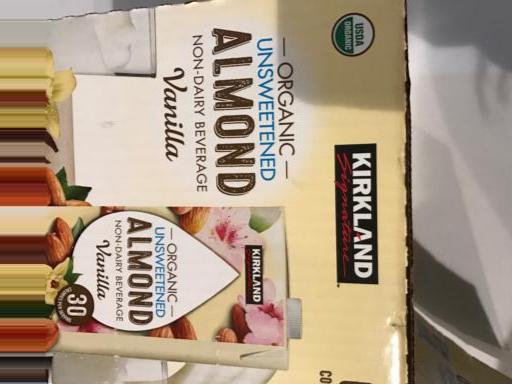 USDA
ORGANIC
KIRKLAND
Signature
ORGANIC
UNSWEETENED
ALMOND
NON-DAIRY BEVERAGE
Vanilla
KIRKLAND
ORGANIC
UNSWEETENED
ALMOND
NON-DAIRY BEVERAGE
Vanilla
30
CO